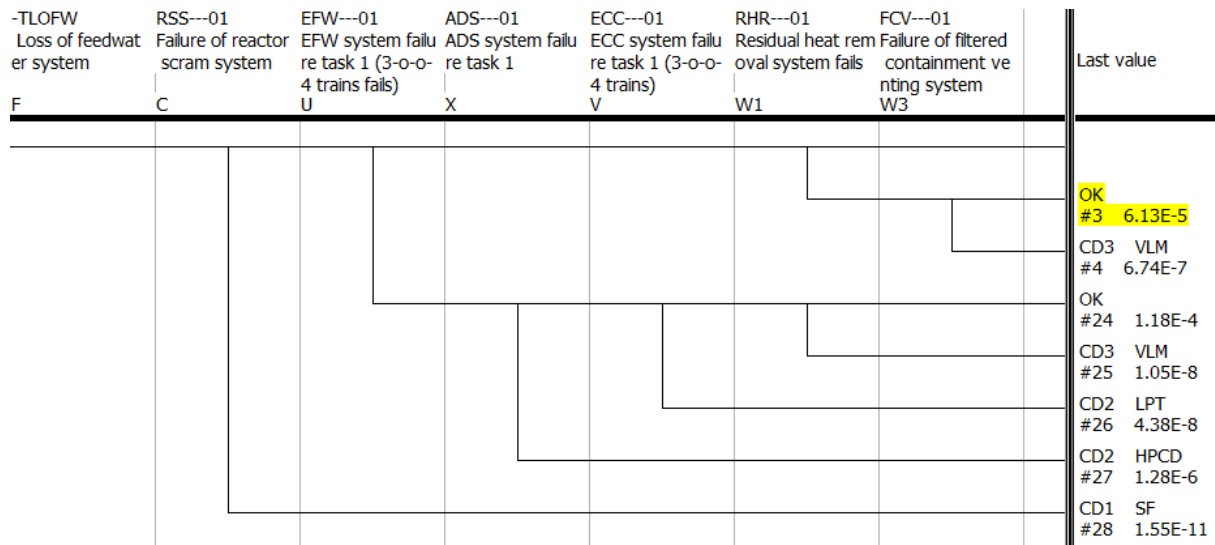 -TLOFW
Loss of feedwat
er system
F
RSS---01
Failure of reactor
scram system
C
EFW---01
EFW system failu
re task 1 (3-o-o-
4 trains fails)
U
ADS---01
ADS system failu
re task 1
X
ECC---01
ECC system failu
re task 1 (3-o-o-
4 trains)
V
RHR---01
Residual heat rem
oval system fails
W1
FCV---01
Failure of filtered
containment ve
nting system
W3
Last value
OK
#3 6.13E-5
CD3 VLM
#4 6.74E-7
OK
#24 1.18E-4
CD3 VLM
#25 1.05E-8
CD2 LPT
#26 4.38E-8
CD2 HPCD
#27 1.28E-6
CD1 SF
#28 1.55E-11